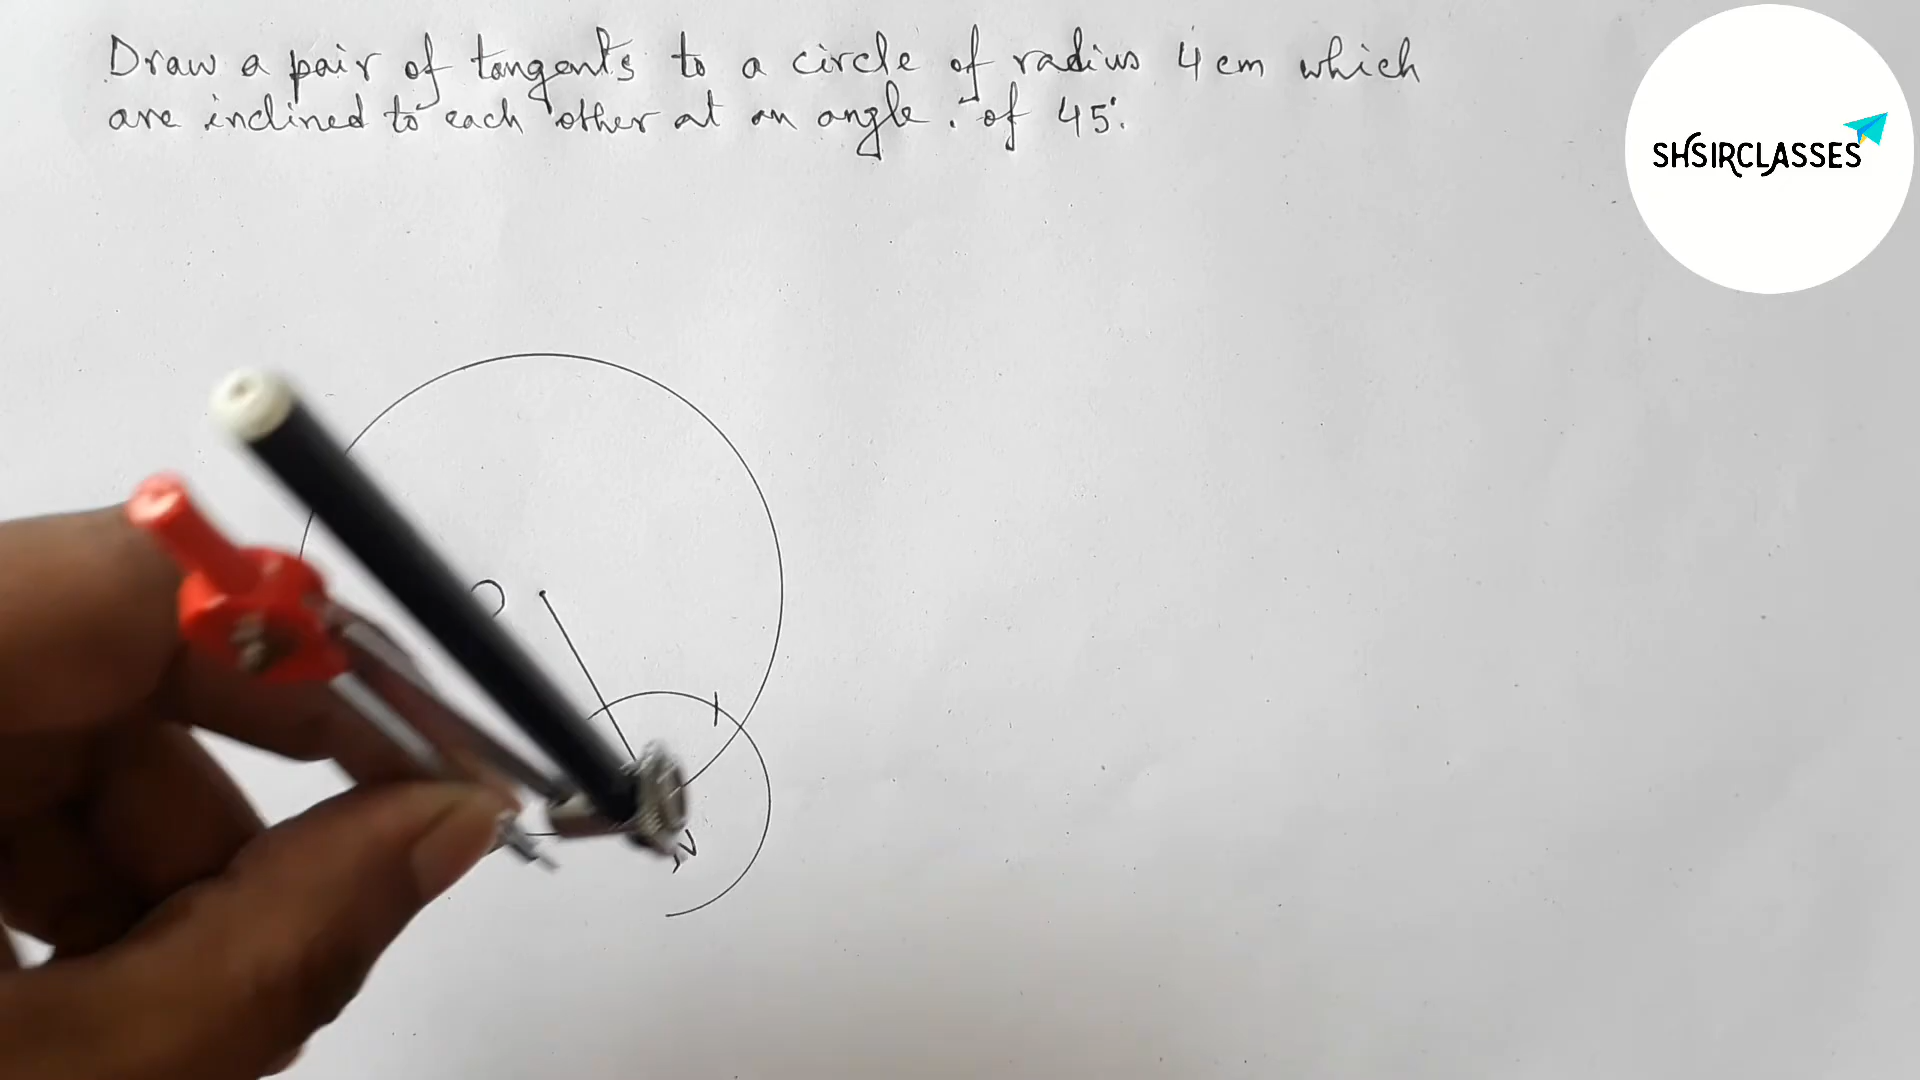 Draw a pair of tangents to a circle of radius 4 cm which
are inclined to each other at an angle . of 45°.
SHSIRCLASSES